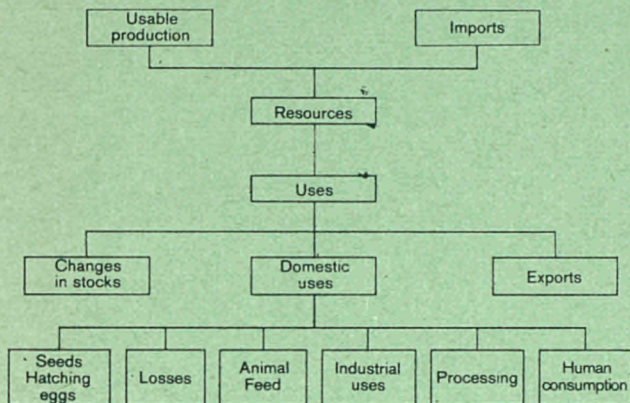 Usable
production
Imports
Resources
Uses
Changes
in stocks
Domestic
uses
Exports
Seeds
Hatching
eggs
Losses
Animal
Feed
Industrial
uses
Processing
Human
consumption